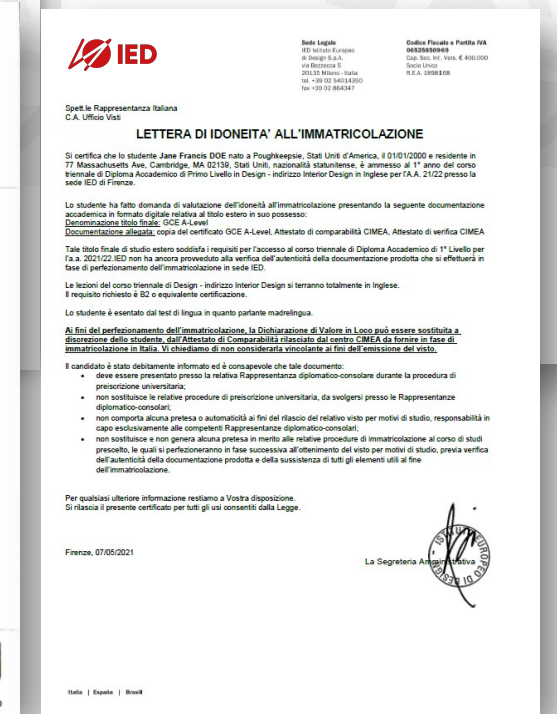 IED
Sede Legale
IED Istituto Europeo
di Design S.p.A.
via Bezzecca 5
20135 Milano - Italia
tel. +39 02 54014350
fax +39 02 864347
Codice Fiscale e Partita IVA
06525850969
Cap. Soc. Int. Vers. € 400.000
Socio Unico
R.E.A. 1898168
Spett.le Rappresentanza Italiana
C.A. Ufficio Visti
LETTERA DI IDONEITA' ALL'IMMATRICOLAZIONE
Si certifica che lo studente Jane Francis DOE nato a Poughkeepsie, Stati Uniti d'America, il 01/01/2000 e residente in
77 Massachusetts Ave, Cambridge, MA 02139, Stati Uniti, nazionalità statunitense, è ammesso al 1° anno del corso
triennale di Diploma Accademico di Primo Livello in Design - indirizzo Interior Design in Inglese per l'A.A. 21/22 presso la
sede IED di Firenze.
Lo studente ha fatto domanda di valutazione dell'idoneità all'immatricolazione presentando la seguente documentazione
accademica in formato digitale relativa al titolo estero in suo possesso:
Denominazione titolo finale: GCE A-Level
Documentazione allegata: copia del certificato GCE A-Level, Attestato di comparabilità CIMEA, Attestato di verifica CIMEA
Tale titolo finale di studio estero soddisfa i requisiti per l'accesso al corso triennale di Diploma Accademico di 1° Livello per
l'a.a. 2021/22.IED non ha ancora provveduto alla verifica dell'autenticità della documentazione prodotta che si effettuerà in
fase di perfezionamento dell'immatricolazione in sede IED.
Le lezioni del corso triennale di Design - indirizzo Interior Design si terranno totalmente in Inglese.
Il requisito richiesto è B2 o equivalente certificazione.
Lo studente è esentato dal test di lingua in quanto parlante madrelingua.
Ai fini del perfezionamento dell'immatricolazione, la Dichiarazione di Valore in Loco può essere sostituita a
discrezione dello studente, dall'Attestato di Comparabilità rilasciato dal centro CIMEA da fornire in fase di
immatricolazione in Italia. Vi chiediamo di non considerarla vincolante ai fini dell'emissione del visto.
Il candidato è stato debitamente informato ed è consapevole che tale documento:
• deve essere presentato presso la relativa Rappresentanza diplomatico-consolare durante la procedura di
preiscrizione universitaria;
• non sostituisce le relative procedure di preiscrizione universitaria, da svolgersi presso le Rappresentanze
diplomatico-consolari;
• non comporta alcuna pretesa o automaticità ai fini del rilascio del relativo visto per motivi di studio, responsabilità in
capo esclusivamente alle competenti Rappresentanze diplomatico-consolari;
• non sostituisce e non genera alcuna pretesa in merito alle relative procedure di immatricolazione al corso di studi
prescelto, le quali si perfezioneranno in fase successiva all'ottenimento del visto per motivi di studio, previa verifica
dell'autenticità della documentazione prodotta e della sussistenza di tutti gli elementi utili al fine
dell'immatricolazione.
Per qualsiasi ulteriore informazione restiamo a Vostra disposizione.
Si rilascia il presente certificato per tutti gli usi consentiti dalla Legge.
Firenze, 07/05/2021
La Segreteria Amministrativa
ISTITUTO EUROPEO DI DESIGN
Italia | España | Brasil